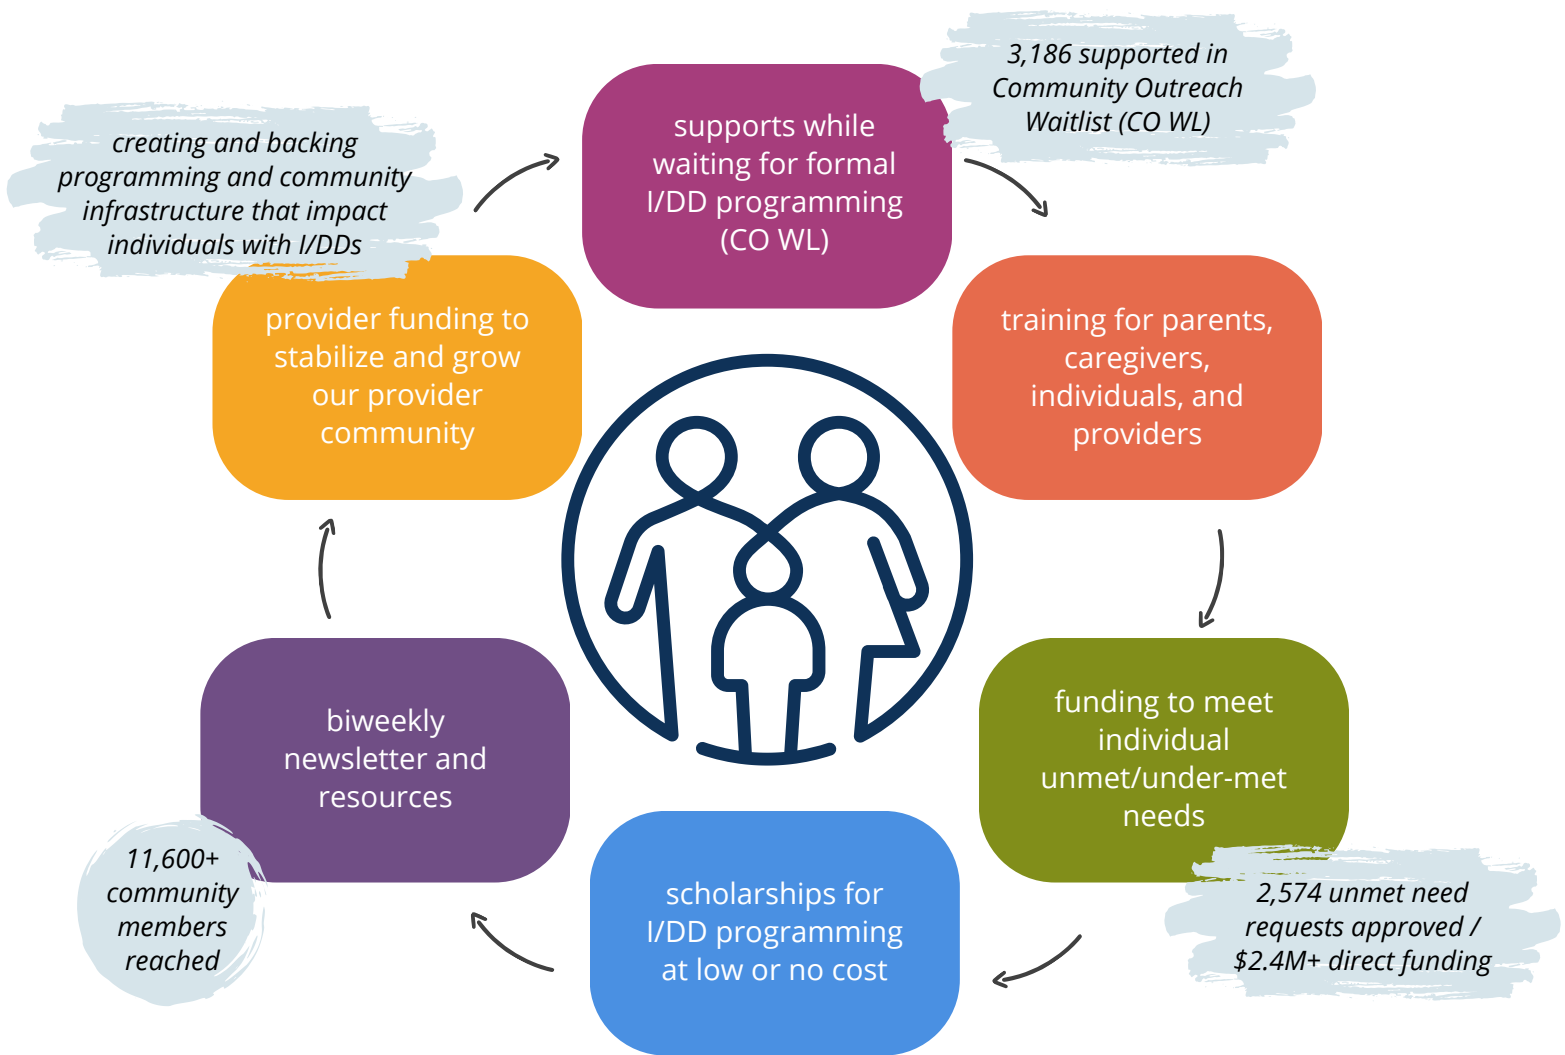 3,186 supported in
Community Outreach
Waitlist (CO WL)
supports while
waiting for formal
I/DD programming
(CO WL)
training for parents,
caregivers,
individuals, and
providers
funding to meet
individual
unmet/under-met
needs
2,574 unmet need
requests approved /
$2.4M+ direct funding
scholarships for
I/DD programming
at low or no cost
biweekly
newsletter and
resources
11,600+
community
members
reached
creating and backing
programming and community
infrastructure that impact
individuals with I/DDs
provider funding to
stabilize and grow
our provider
community